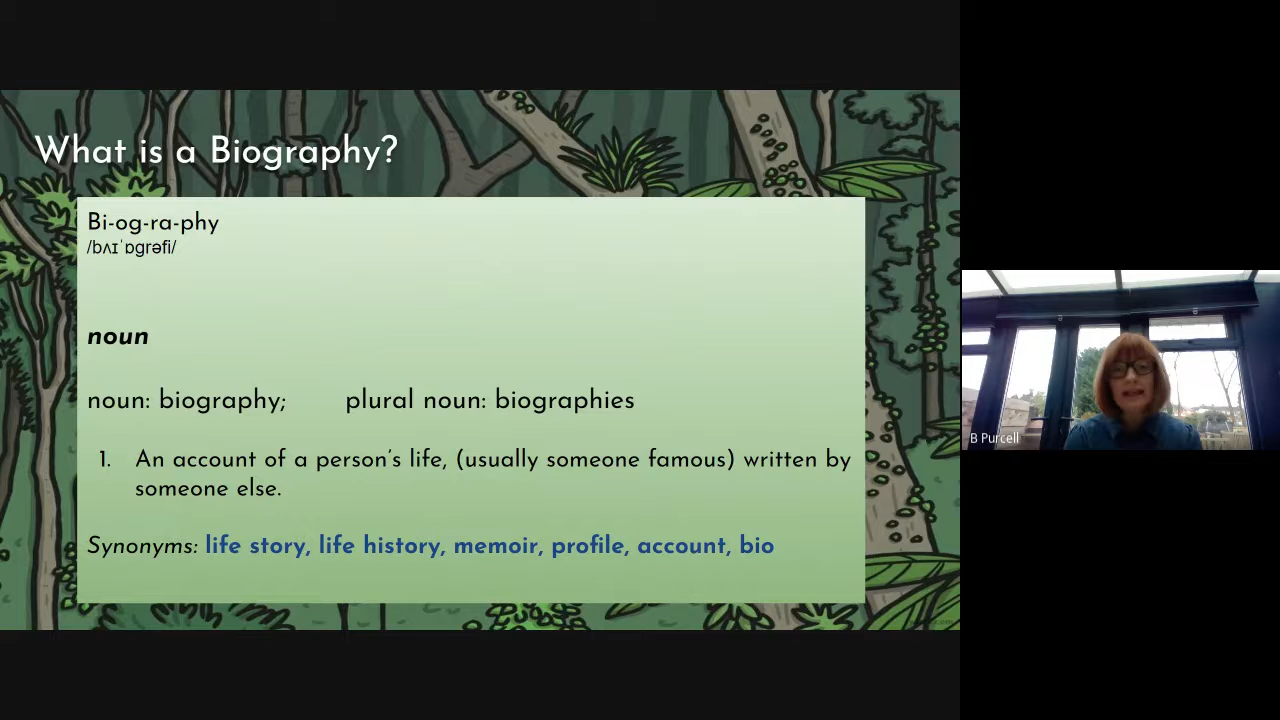 What is a Biography?
Bi-og-ra-phy
/bʌɪˈɒɡrəfi/
noun
noun: biography; plural noun: biographies
1. An account of a person's life, (usually someone famous) written by
someone else.
Synonyms: life story, life history, memoir, profile, account, bio
B Purcell